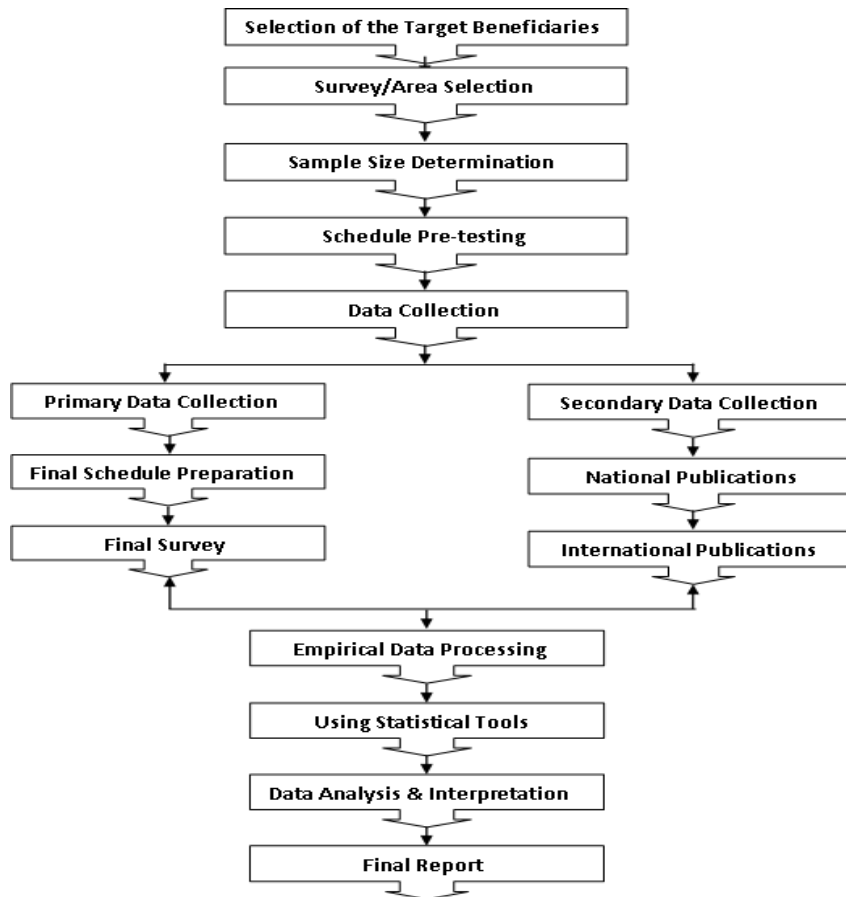 Selection of the Target Beneficiaries
Survey/Area Selection
Sample Size Determination
Schedule Pre-testing
Data Collection
Primary Data Collection
Secondary Data Collection
Final Schedule Preparation
National Publications
Final Survey
International Publications
Empirical Data Processing
Using Statistical Tools
Data Analysis & Interpretation
Final Report